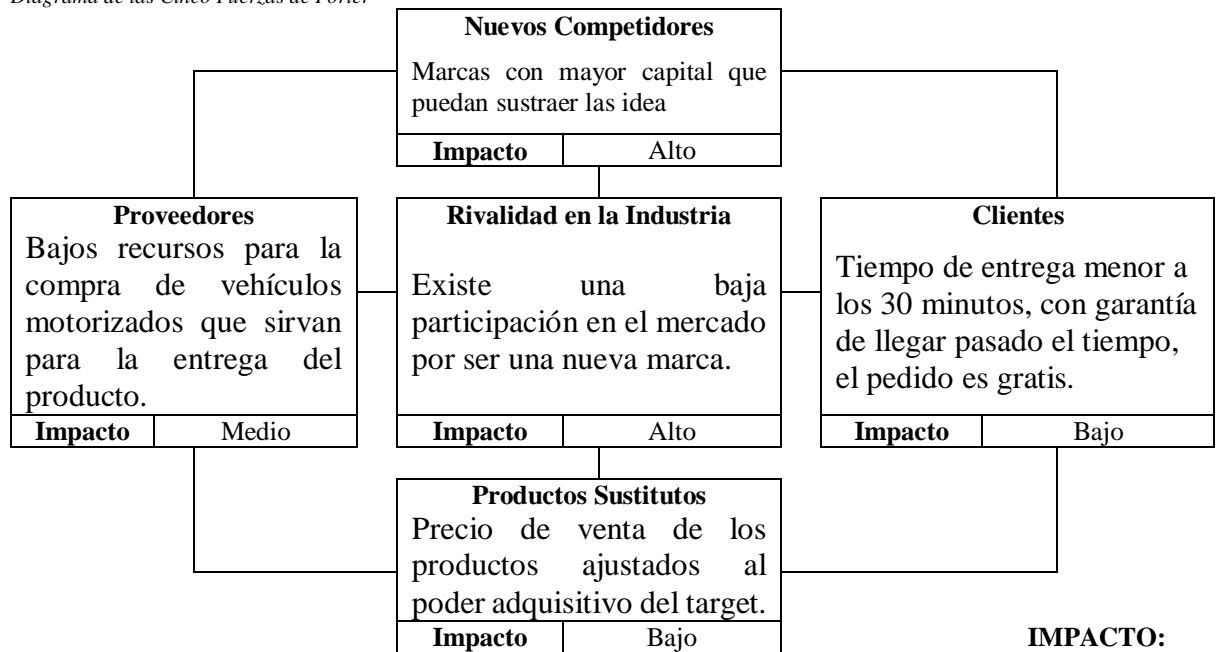 Diagrama de las Cinco Fuerzas de Porter
Nuevos Competidores
Marcas con mayor capital que
puedan sustraer las idea
Impacto Alto
Proveedores
Bajos recursos para la
compra de vehículos
motorizados que sirvan
para la entrega del
producto.
Impacto Medio
Rivalidad en la Industria
Existe una baja
participación en el mercado
por ser una nueva marca.
Impacto Alto
Clientes
Tiempo de entrega menor a
los 30 minutos, con garantía
de llegar pasado el tiempo,
el pedido es gratis.
Impacto Bajo
Productos Sustitutos
Precio de venta de los
productos ajustados al
poder adquisitivo del target.
Impacto Bajo
IMPACTO: